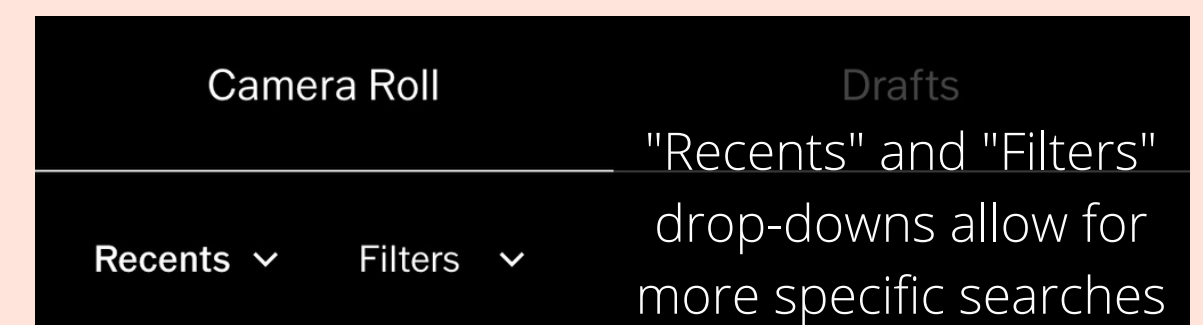 Camera Roll
Drafts
Recents
Filters
"Recents" and "Filters"
drop-downs allow for
more specific searches